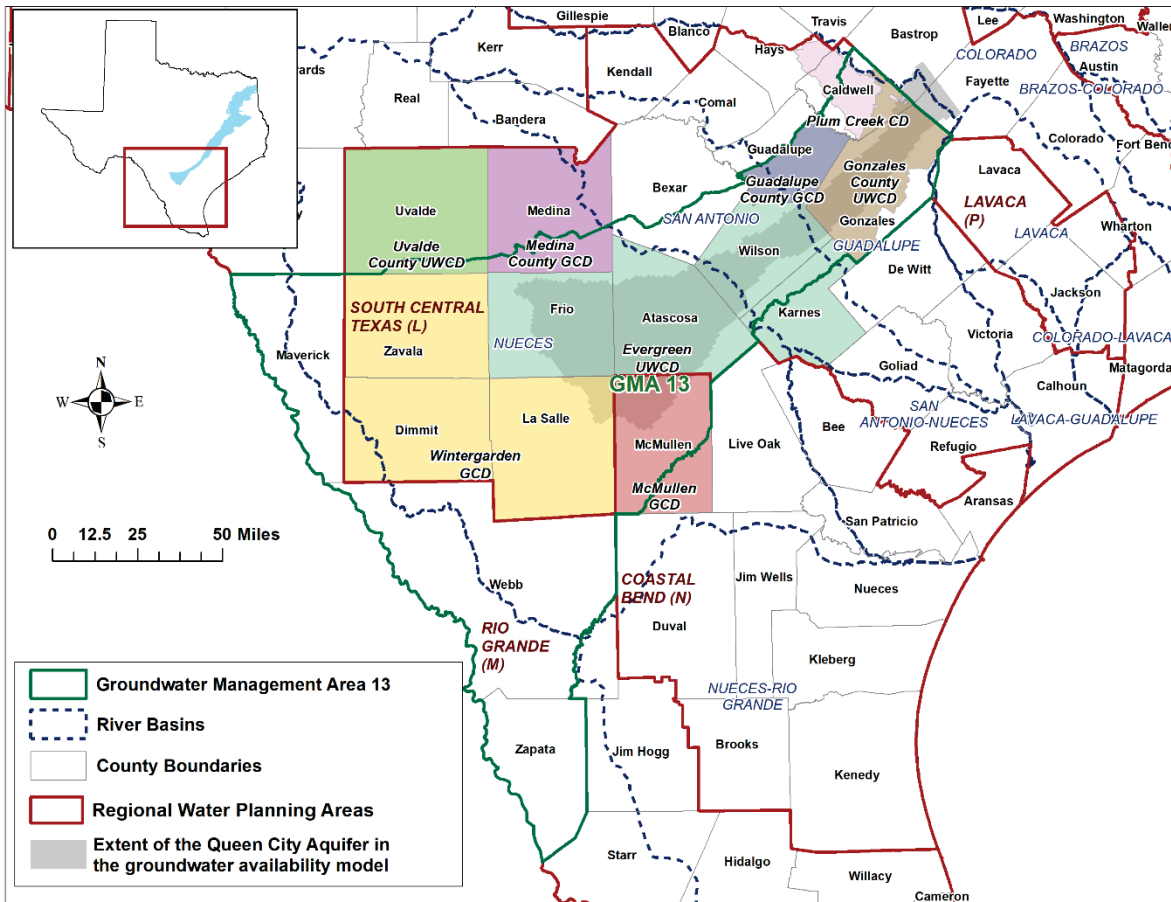 Gillespie
Blanco
Travis
Lee
Washington
Waller
Bastrop
Hays
Kerr
COLORADO
BRAZOS
Austin
Kendall
Fayette
BRAZOS-COLORADO
Real
Caldwell
Comal
Bandera
Plum Creek CD
Colorado
Fort Bend
Guadalupe
Lavaca
Gonzales
County
UWCD
Bexar
Guadalupe
County GCD
LAVACA
(P)
Uvalde
Medina
SAN ANTONIO
Gonzales
LAVACA
Wharton
Uvalde
County UWCD
Medina
County GCD
Wilson
GUADALUPE
De Witt
Jackson
SOUTH CENTRAL
TEXAS (L)
Frio
Atascosa
Karnes
Victoria
COLORADO-LAVACA
Maverick
Zavala
NUECES
Evergreen
UWCD
Goliad
Matagorda
Calhoun
GMA 13
N
W
E
S
La Salle
SAN
ANTONIO-NUECES
LAVACA-GUADALUPE
Dimmit
Wintergarden
GCD
McMullen
Live Oak
Bee
Refugio
McMullen
GCD
Aransas
San Patricio
0 12.5 25 50 Miles
Webb
COASTAL
BEND (N)
Jim Wells
Nueces
Duval
RIO
GRANDE
(M)
Kleberg
NUECES-RIO
GRANDE
Zapata
Jim Hogg
Brooks
Kenedy
Starr
Hidalgo
Willacy
Cameron
Groundwater Management Area 13
River Basins
County Boundaries
Regional Water Planning Areas
Extent of the Queen City Aquifer in
the groundwater availability model